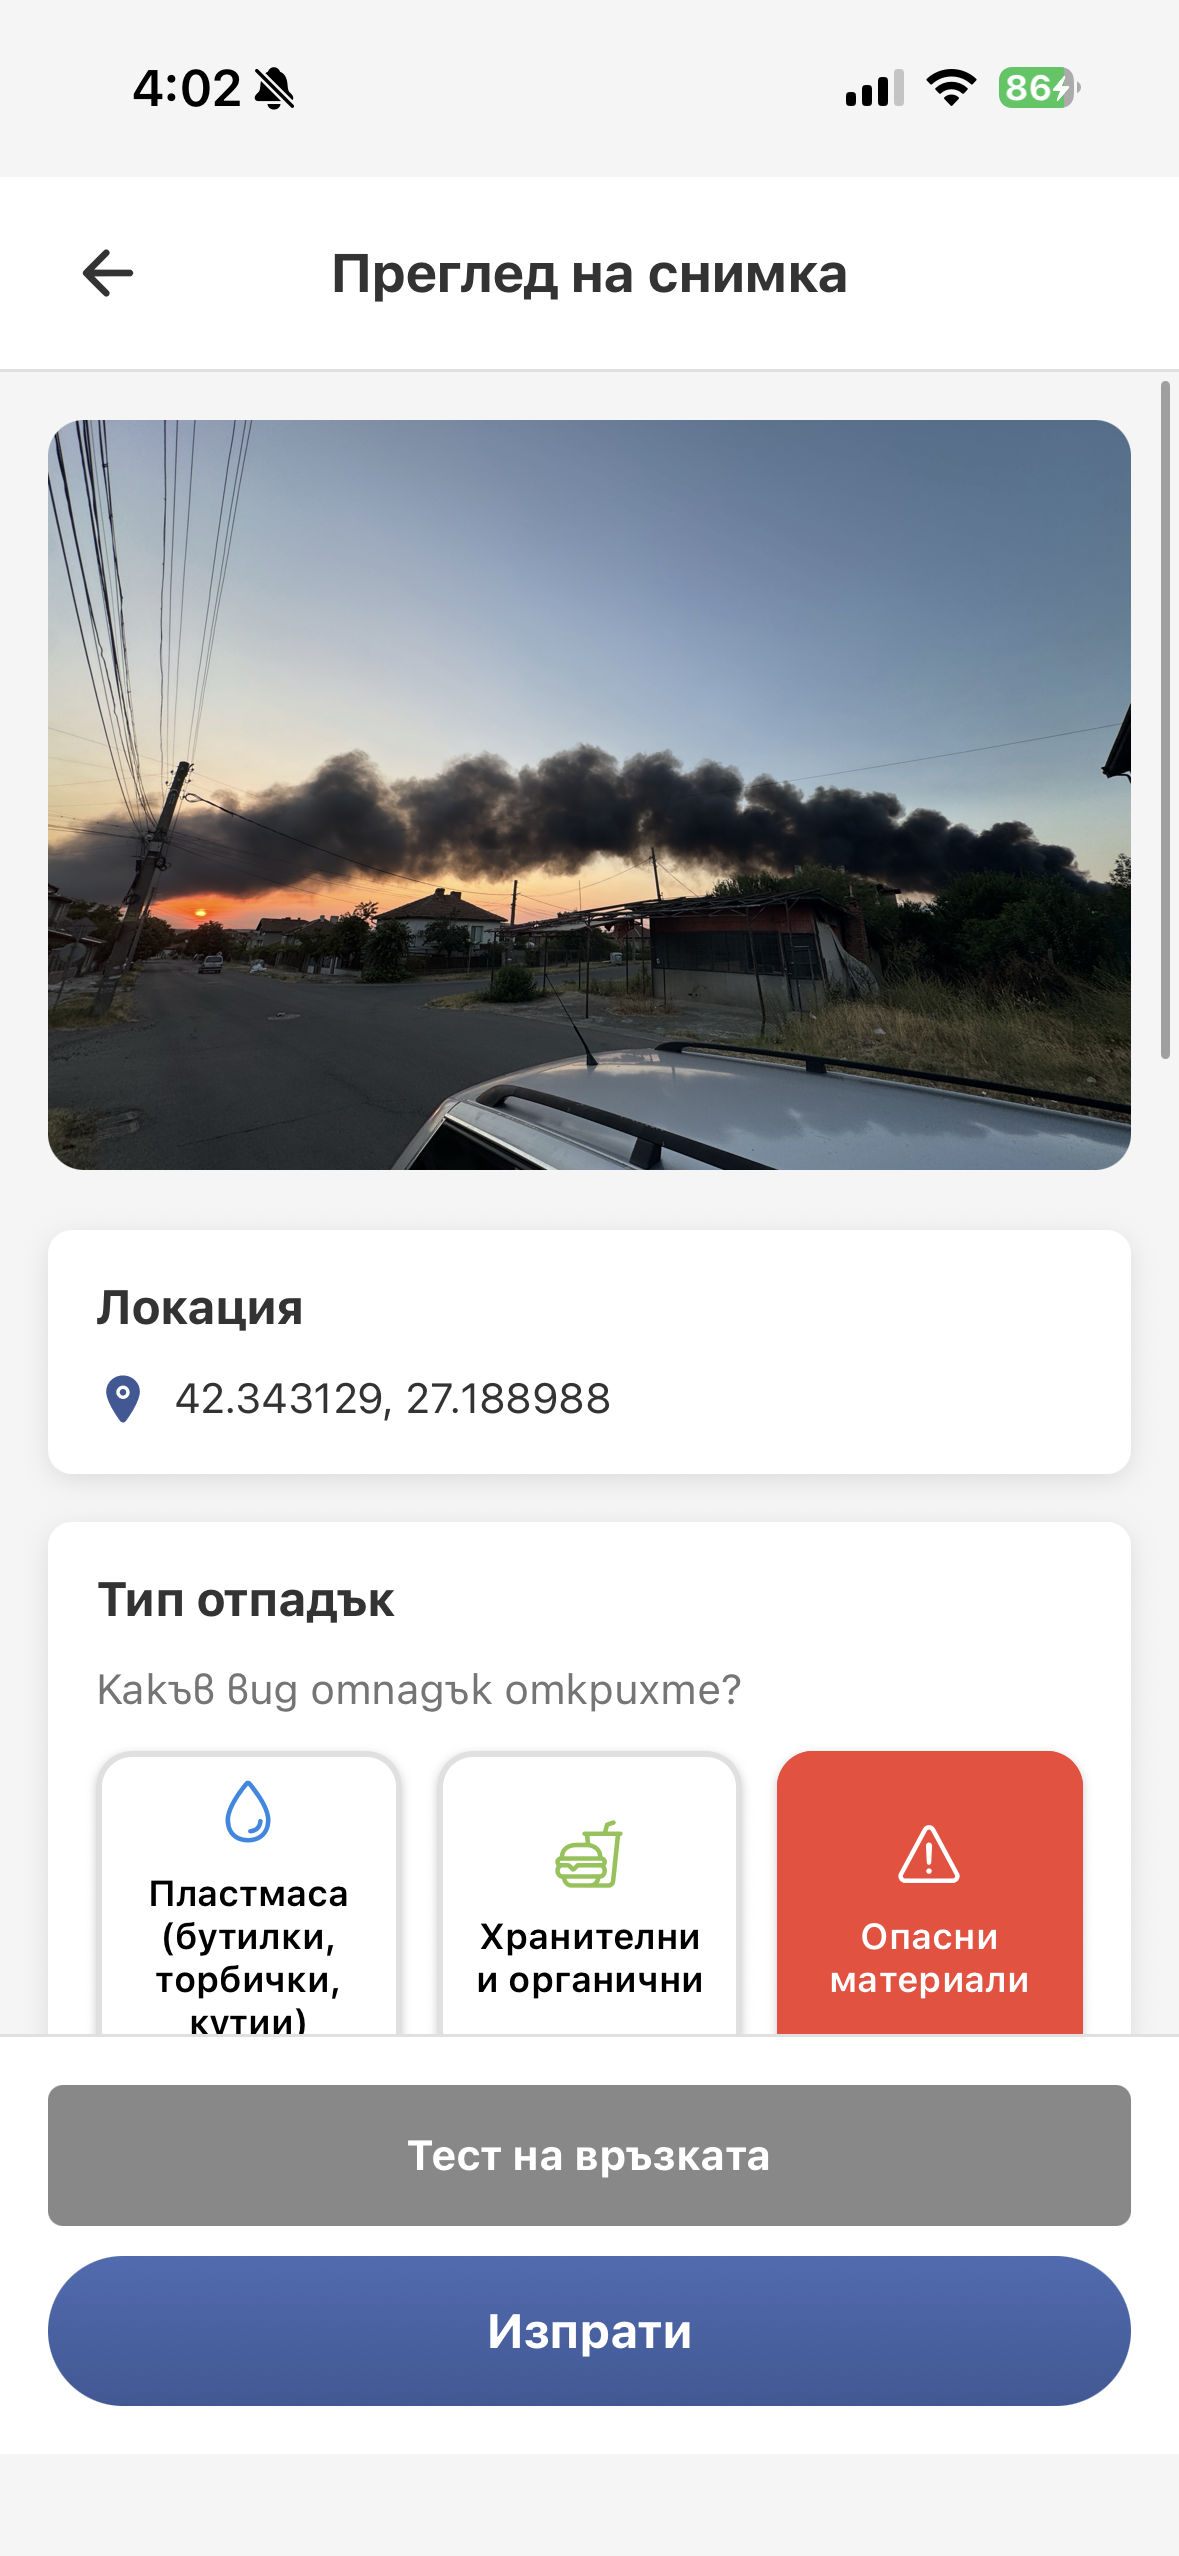 4:02
86
Преглед на снимка
Локация
42.343129, 27.188988
Тип отпадък
Какъв вид отпадък открихте?
Пластмаса
(бутилки,
торбички,
кутии)
Хранителни
и органични
Опасни
материали
Тест на връзката
Изпрати